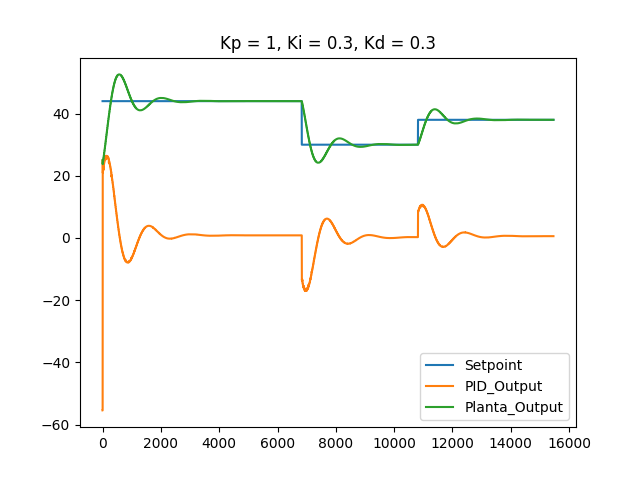 Kp = 1, Ki = 0.3, Kd = 0.3
40
20
0
−20
−40
−60
0 2000 4000 6000 8000 10000 12000 14000 16000
Setpoint
PID_Output
Planta_Output